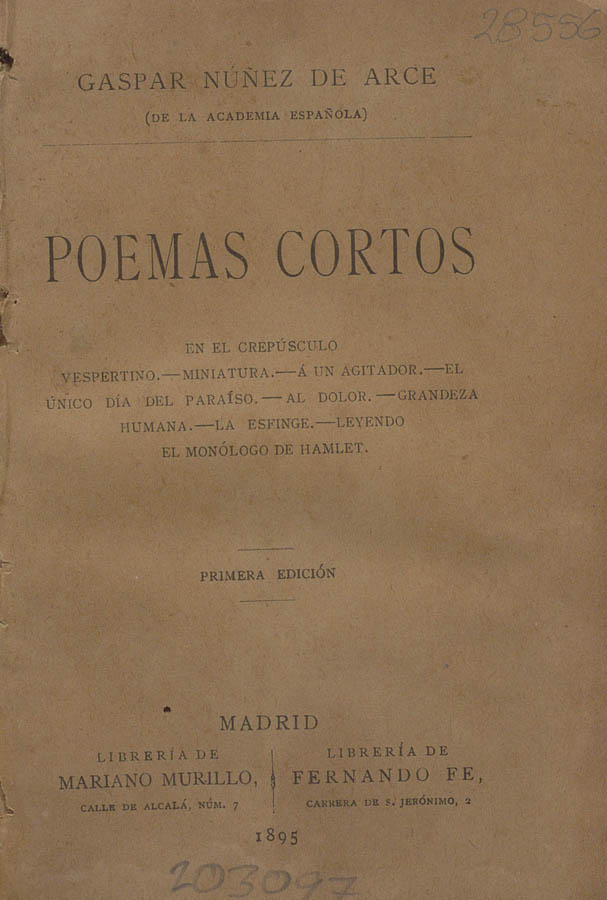 28556
GASPAR NÚÑEZ DE ARCE
(DE LA ACADEMIA ESPAÑOLA)
POEMAS CORTOS
EN EL CREPÚSCULO
VESPERTINO.—MINIATURA.—Á UN AGITADOR.—EL
ÚNICO DÍA DEL PARAÍSO.—AL DOLOR.—GRANDEZA
HUMANA.—LA ESFINGE.—LEYENDO
EL MONÓLOGO DE HAMLET.
PRIMERA EDICIÓN
MADRID
LIBRERÍA DE
MARIANO MURILLO,
CALLE DE ALCALÁ, NÚM. 7
LIBRERÍA DE
FERNANDO FE,
CARRERA DE S. JERÓNIMO, 2
1895
203097